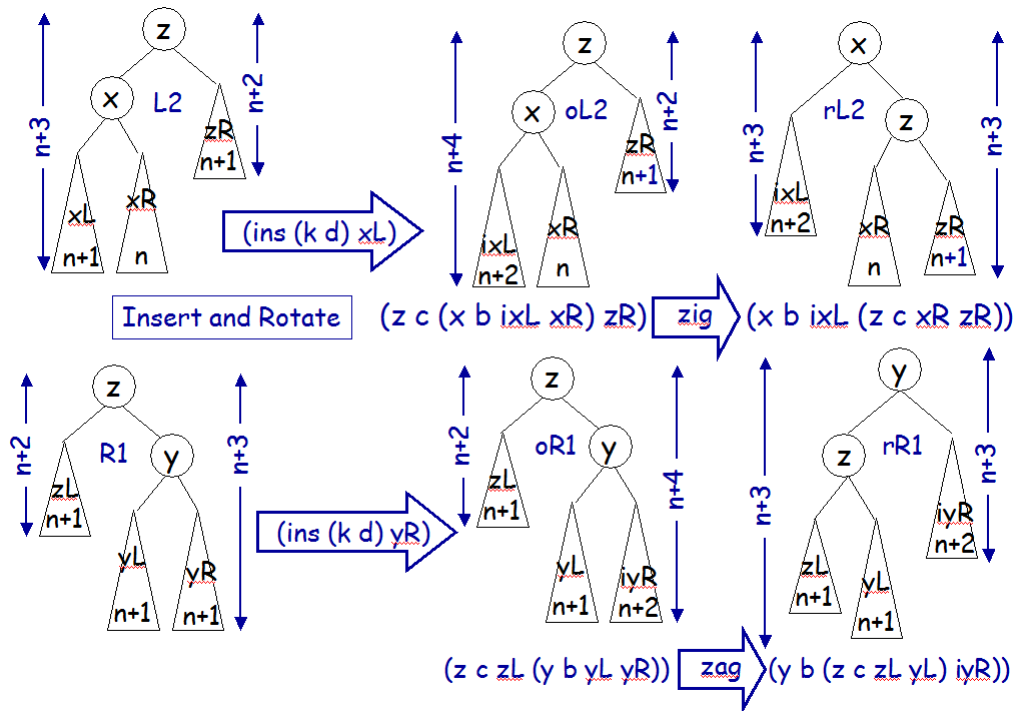 z
x
L2
zR
n+1
xL
n+1
xR
n
n+3
n+2
(ins (k d) xL)
z
x
oL2
zR
n+1
ixL
n+2
xR
n
n+4
n+2
x
rL2
z
ixL
n+2
xR
n
zR
n+1
n+3
n+3
Insert and Rotate
(z c (x b ixL xR) zR)
zig
(x b ixL (z c xR zR))
z
R1
y
zL
n+1
yL
n+1
yR
n+1
n+2
n+3
(ins (k d) yR)
z
oR1
y
zL
n+1
yL
n+1
iyR
n+2
n+2
n+4
y
rR1
z
iyR
n+2
zL
n+1
yL
n+1
n+3
n+3
(z c zL (y b yL yR))
zag
(y b (z c zL yL) iyR))